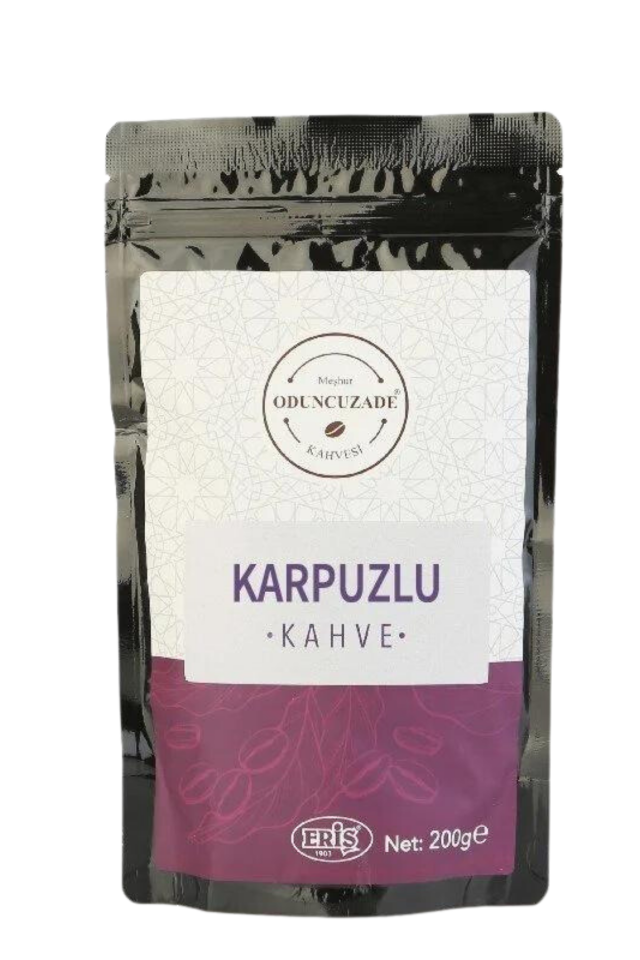 Meşhur
ODUNCUZADE®
KAHVESİ
KARPUZLU
•KAHVE•
ERİŞ®
1903
Net: 200g℮